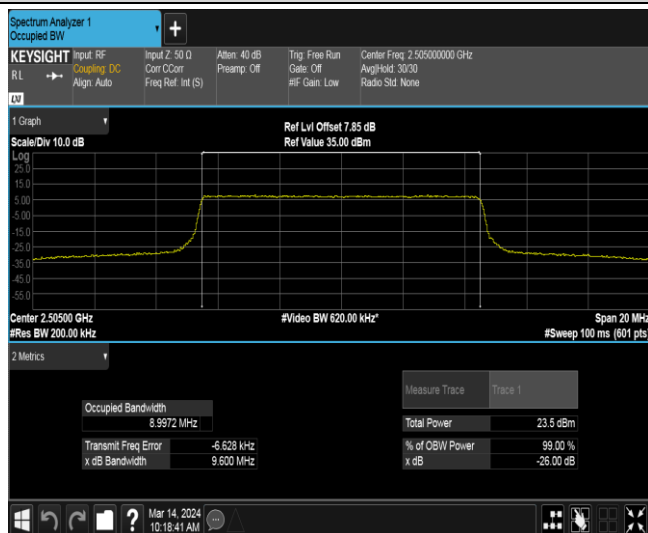 Spectrum Analyzer 1
Occupied BW
+
KEYSIGHT Input: RF Input Z: 50 Ω Atten: 40 dB Trig: Free Run Center Freq: 2.505000000 GHz
RL Coupling: DC Corr CCorr Preamp: Off Gate: Off Avg|Hold: 30/30
Align: Auto Freq Ref: Int (S) #IF Gain: Low Radio Std: None
LXI
1 Graph
Ref Lvl Offset 7.85 dB
Scale/Div 10.0 dB Ref Value 35.00 dBm
Log
25.0
15.0
5.00
-5.00
-15.0
-25.0
-35.0
-45.0
-55.0
Center 2.50500 GHz #Video BW 620.00 kHz* Span 20 MHz
#Res BW 200.00 kHz #Sweep 100 ms (601 pts)
2 Metrics
Measure Trace Trace 1
Occupied Bandwidth
8.9972 MHz Total Power 23.5 dBm
Transmit Freq Error -6.628 kHz % of OBW Power 99.00 %
x dB Bandwidth 9.600 MHz x dB -26.00 dB
? Mar 14, 2024
10:18:41 AM